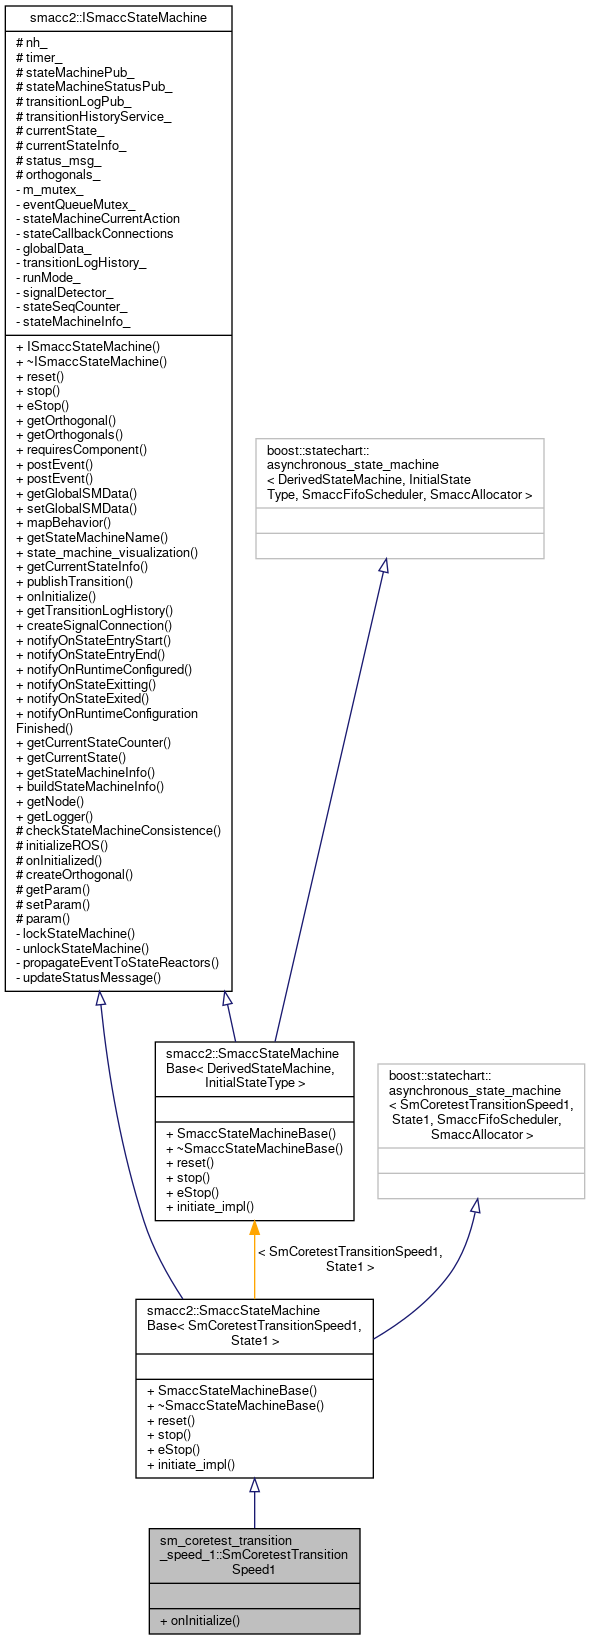 smacc2::ISmaccStateMachine
# nh_
# timer_
# stateMachinePub_
# stateMachineStatusPub_
# transitionLogPub_
# transitionHistoryService_
# currentState_
# currentStateInfo_
# status_msg_
# orthogonals_
- m_mutex_
- eventQueueMutex_
- stateMachineCurrentAction
- stateCallbackConnections
- globalData_
- transitionLogHistory_
- runMode_
- signalDetector_
- stateSeqCounter_
- stateMachineInfo_
+ ISmaccStateMachine()
+ ~ISmaccStateMachine()
+ reset()
+ stop()
+ eStop()
+ getOrthogonal()
+ getOrthogonals()
+ requiresComponent()
+ postEvent()
+ postEvent()
+ getGlobalSMData()
+ setGlobalSMData()
+ mapBehavior()
+ getStateMachineName()
+ state_machine_visualization()
+ getCurrentStateInfo()
+ publishTransition()
+ onInitialize()
+ getTransitionLogHistory()
+ createSignalConnection()
+ notifyOnStateEntryStart()
+ notifyOnStateEntryEnd()
+ notifyOnRuntimeConfigured()
+ notifyOnStateExitting()
+ notifyOnStateExited()
+ notifyOnRuntimeConfiguration
Finished()
+ getCurrentStateCounter()
+ getCurrentState()
+ getStateMachineInfo()
+ buildStateMachineInfo()
+ getNode()
+ getLogger()
# checkStateMachineConsistence()
# initializeROS()
# onInitialized()
# createOrthogonal()
# getParam()
# setParam()
# param()
- lockStateMachine()
- unlockStateMachine()
- propagateEventToStateReactors()
- updateStatusMessage()
boost::statechart::
asynchronous_state_machine
< DerivedStateMachine, InitialState
Type, SmaccFifoScheduler, SmaccAllocator >
smacc2::SmaccStateMachine
Base< DerivedStateMachine,
InitialStateType >
+ SmaccStateMachineBase()
+ ~SmaccStateMachineBase()
+ reset()
+ stop()
+ eStop()
+ initiate_impl()
boost::statechart::
asynchronous_state_machine
< SmCoretestTransitionSpeed1,
State1, SmaccFifoScheduler,
SmaccAllocator >
< SmCoretestTransitionSpeed1,
State1 >
smacc2::SmaccStateMachine
Base< SmCoretestTransitionSpeed1,
State1 >
+ SmaccStateMachineBase()
+ ~SmaccStateMachineBase()
+ reset()
+ stop()
+ eStop()
+ initiate_impl()
sm_coretest_transition
_speed_1::SmCoretestTransition
Speed1
+ onInitialize()